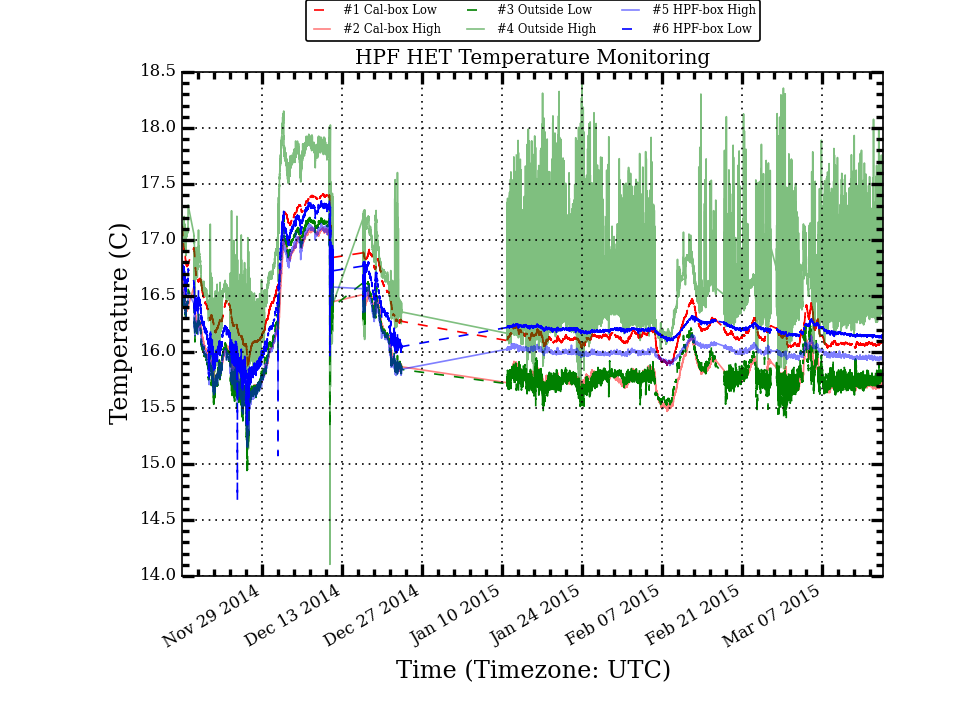 #1 Cal-box Low #3 Outside Low #5 HPF-box High
#2 Cal-box High #4 Outside High #6 HPF-box Low
HPF HET Temperature Monitoring
18.5
18.0
17.5
17.0
16.5
16.0
15.5
15.0
14.5
14.0
Temperature (C)
Nov 29 2014
Dec 13 2014
Dec 27 2014
Jan 10 2015
Jan 24 2015
Feb 07 2015
Feb 21 2015
Mar 07 2015
Time (Timezone: UTC)